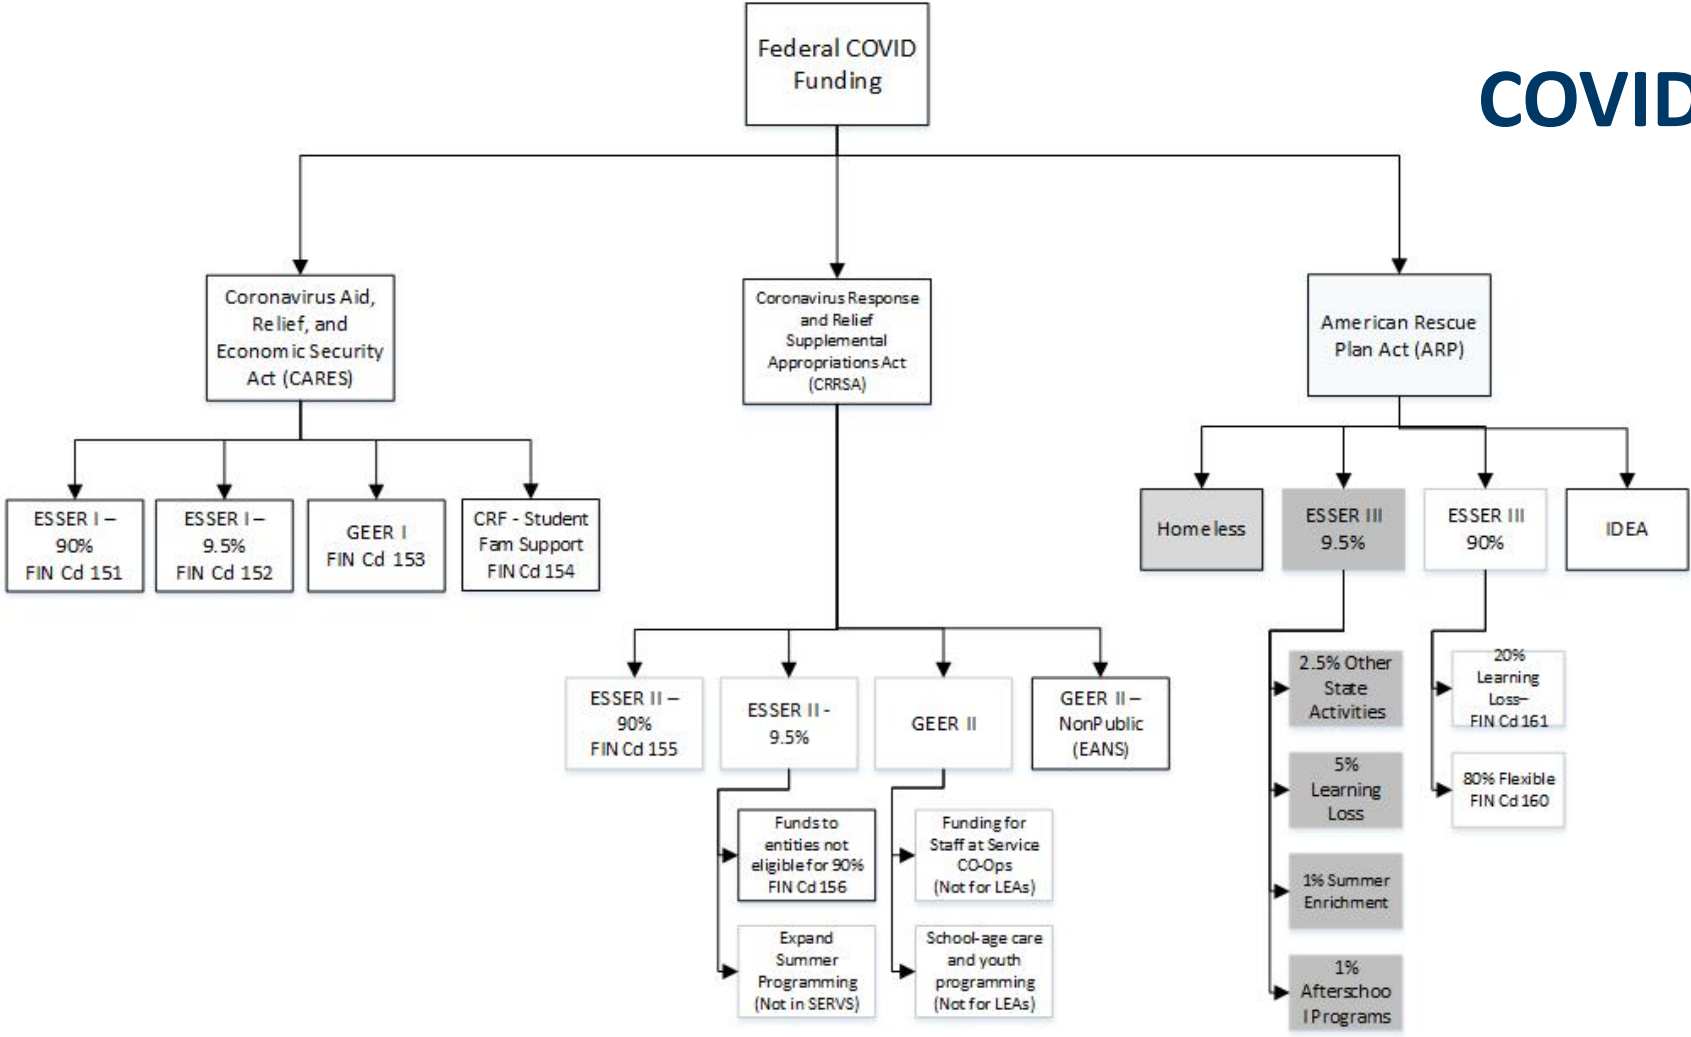 Federal COVID
Funding
COVID
Coronavirus Aid,
Relief, and
Economic Security
Act (CARES)
Coronavirus Response
and Relief
Supplemental
Appropriations Act
(CRRSA)
American Rescue
Plan Act (ARP)
ESSER I –
90%
FIN Cd 151
ESSER I –
9.5%
FIN Cd 152
GEER I
FIN Cd 153
CRF - Student
Fam Support
FIN Cd 154
Homeless
ESSER III
9.5%
ESSER III
90%
IDEA
ESSER II –
90%
FIN Cd 155
ESSER II -
9.5%
GEER II
GEER II –
NonPublic
(EANS)
2.5% Other
State
Activities
20%
Learning
Loss–
FIN Cd 161
5%
Learning
Loss
80% Flexible
FIN Cd 160
Funds to
entities not
eligible for 90%
FIN Cd 156
Funding for
Staff at Service
CO-Ops
(Not for LEAs)
1% Summer
Enrichment
Expand
Summer
Programming
(Not in SERVS)
School-age care
and youth
programming
(Not for LEAs)
1%
Afterschoo
l Programs